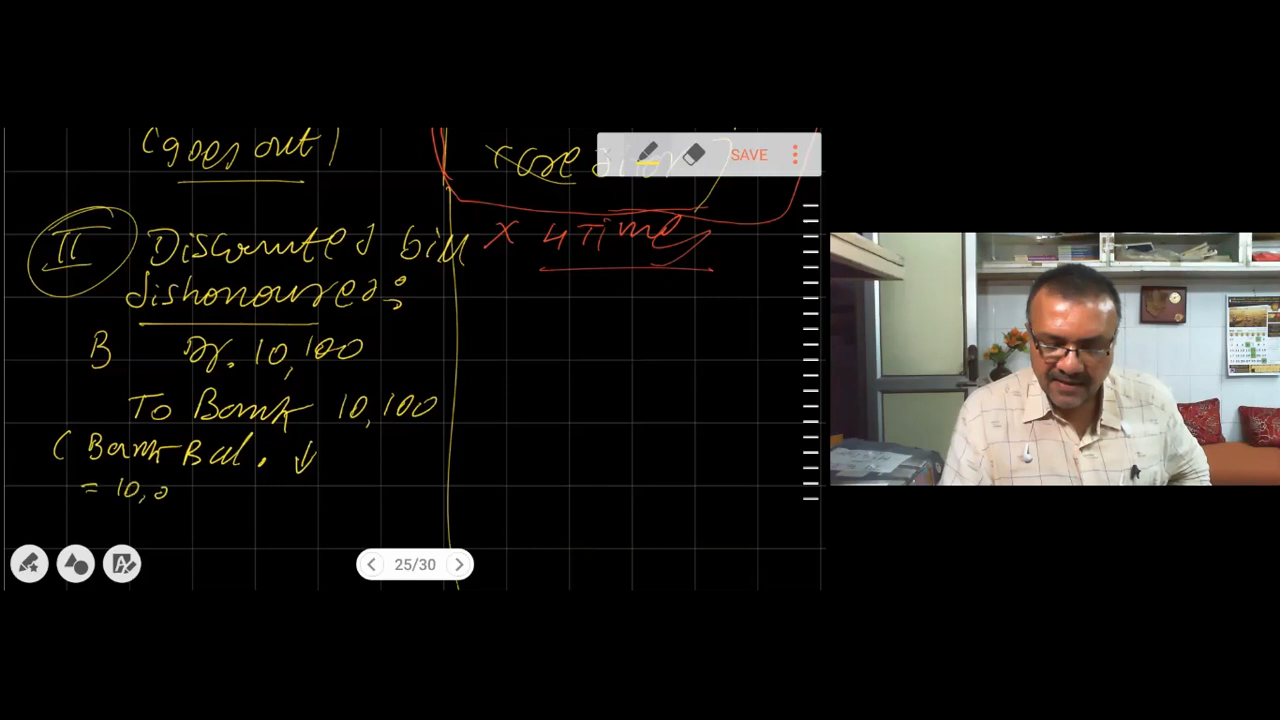 (goes out)
SAVE
x 4 Times
II Discounted bill
dishonoured:
B Dr. 10,100
To Bank 10,100
(Bank Bal. ↓
= 10,0
25/30